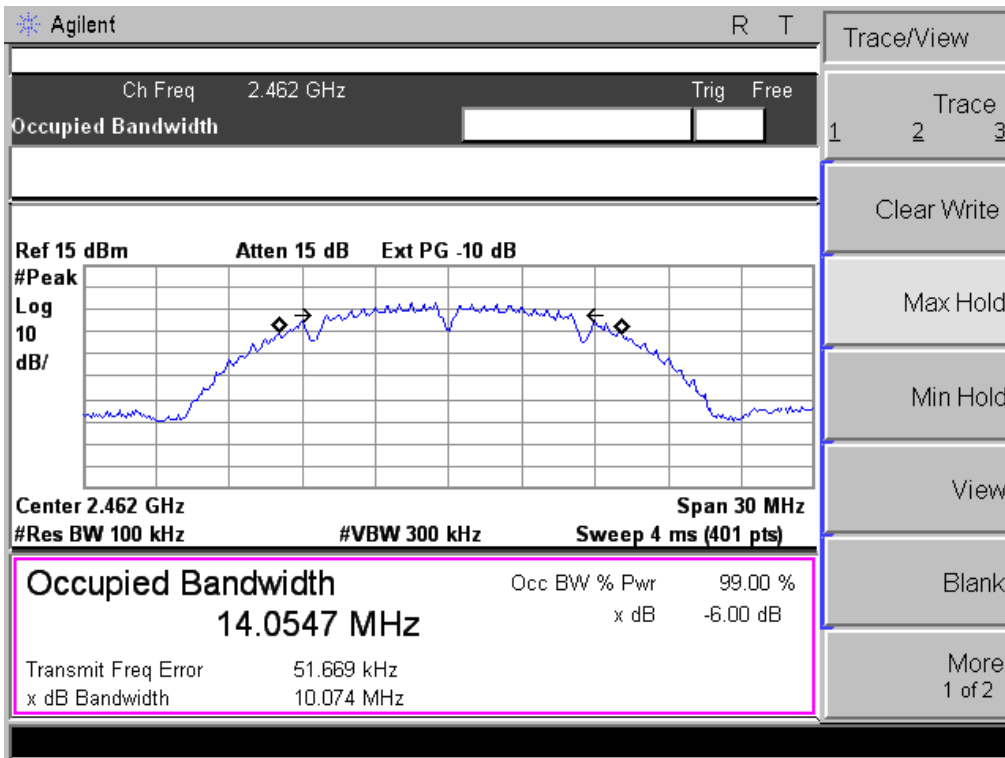 Agilent R T
Ch Freq 2.462 GHz Trig Free
Occupied Bandwidth
Ref 15 dBm Atten 15 dB Ext PG -10 dB
#Peak
Log
10
dB/
Center 2.462 GHz Span 30 MHz
#Res BW 100 kHz #VBW 300 kHz Sweep 4 ms (401 pts)
Occupied Bandwidth Occ BW % Pwr 99.00 %
14.0547 MHz x dB -6.00 dB
Transmit Freq Error 51.669 kHz
x dB Bandwidth 10.074 MHz
Trace/View
Trace
1 2 3
Clear Write
Max Hold
Min Hold
View
Blank
More
1 of 2